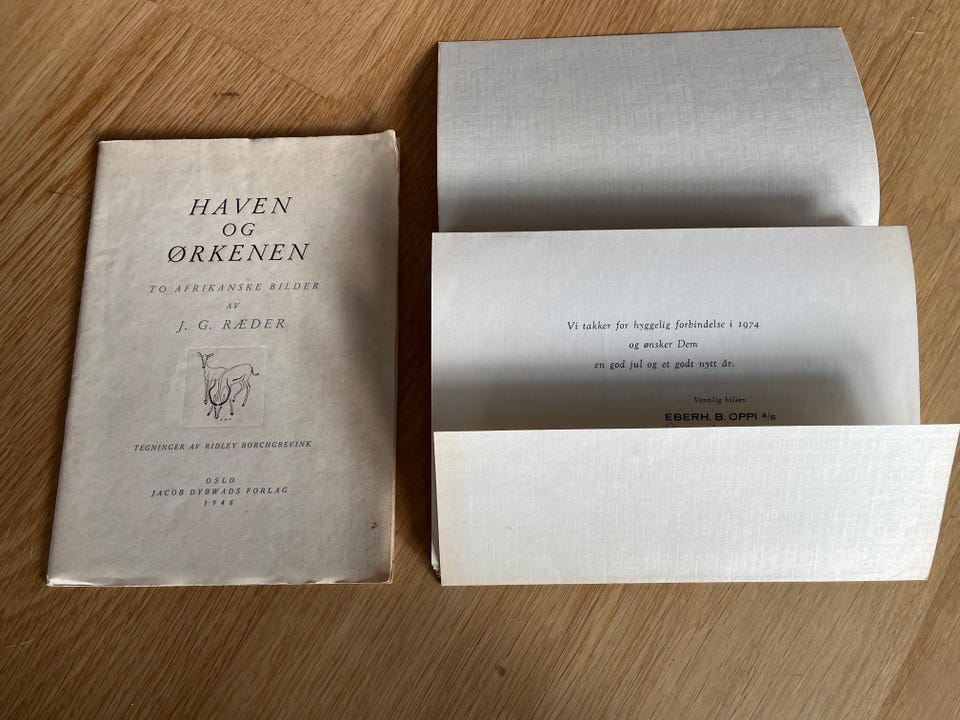 HAVEN
OG
ØRKENEN
TO AFRIKANSKE BILDER
AV
J. G. RÆDER
TEGNINGER AV RIDLEY BORCHGREVINK
OSLO
JACOB DYBWADS FORLAG
1946
Vi takker for hyggelig forbindelse i 1974
og ønsker Dem
en god jul og et godt nytt år.
Vennlig hilsen
EBERH. B. OPPI A/S